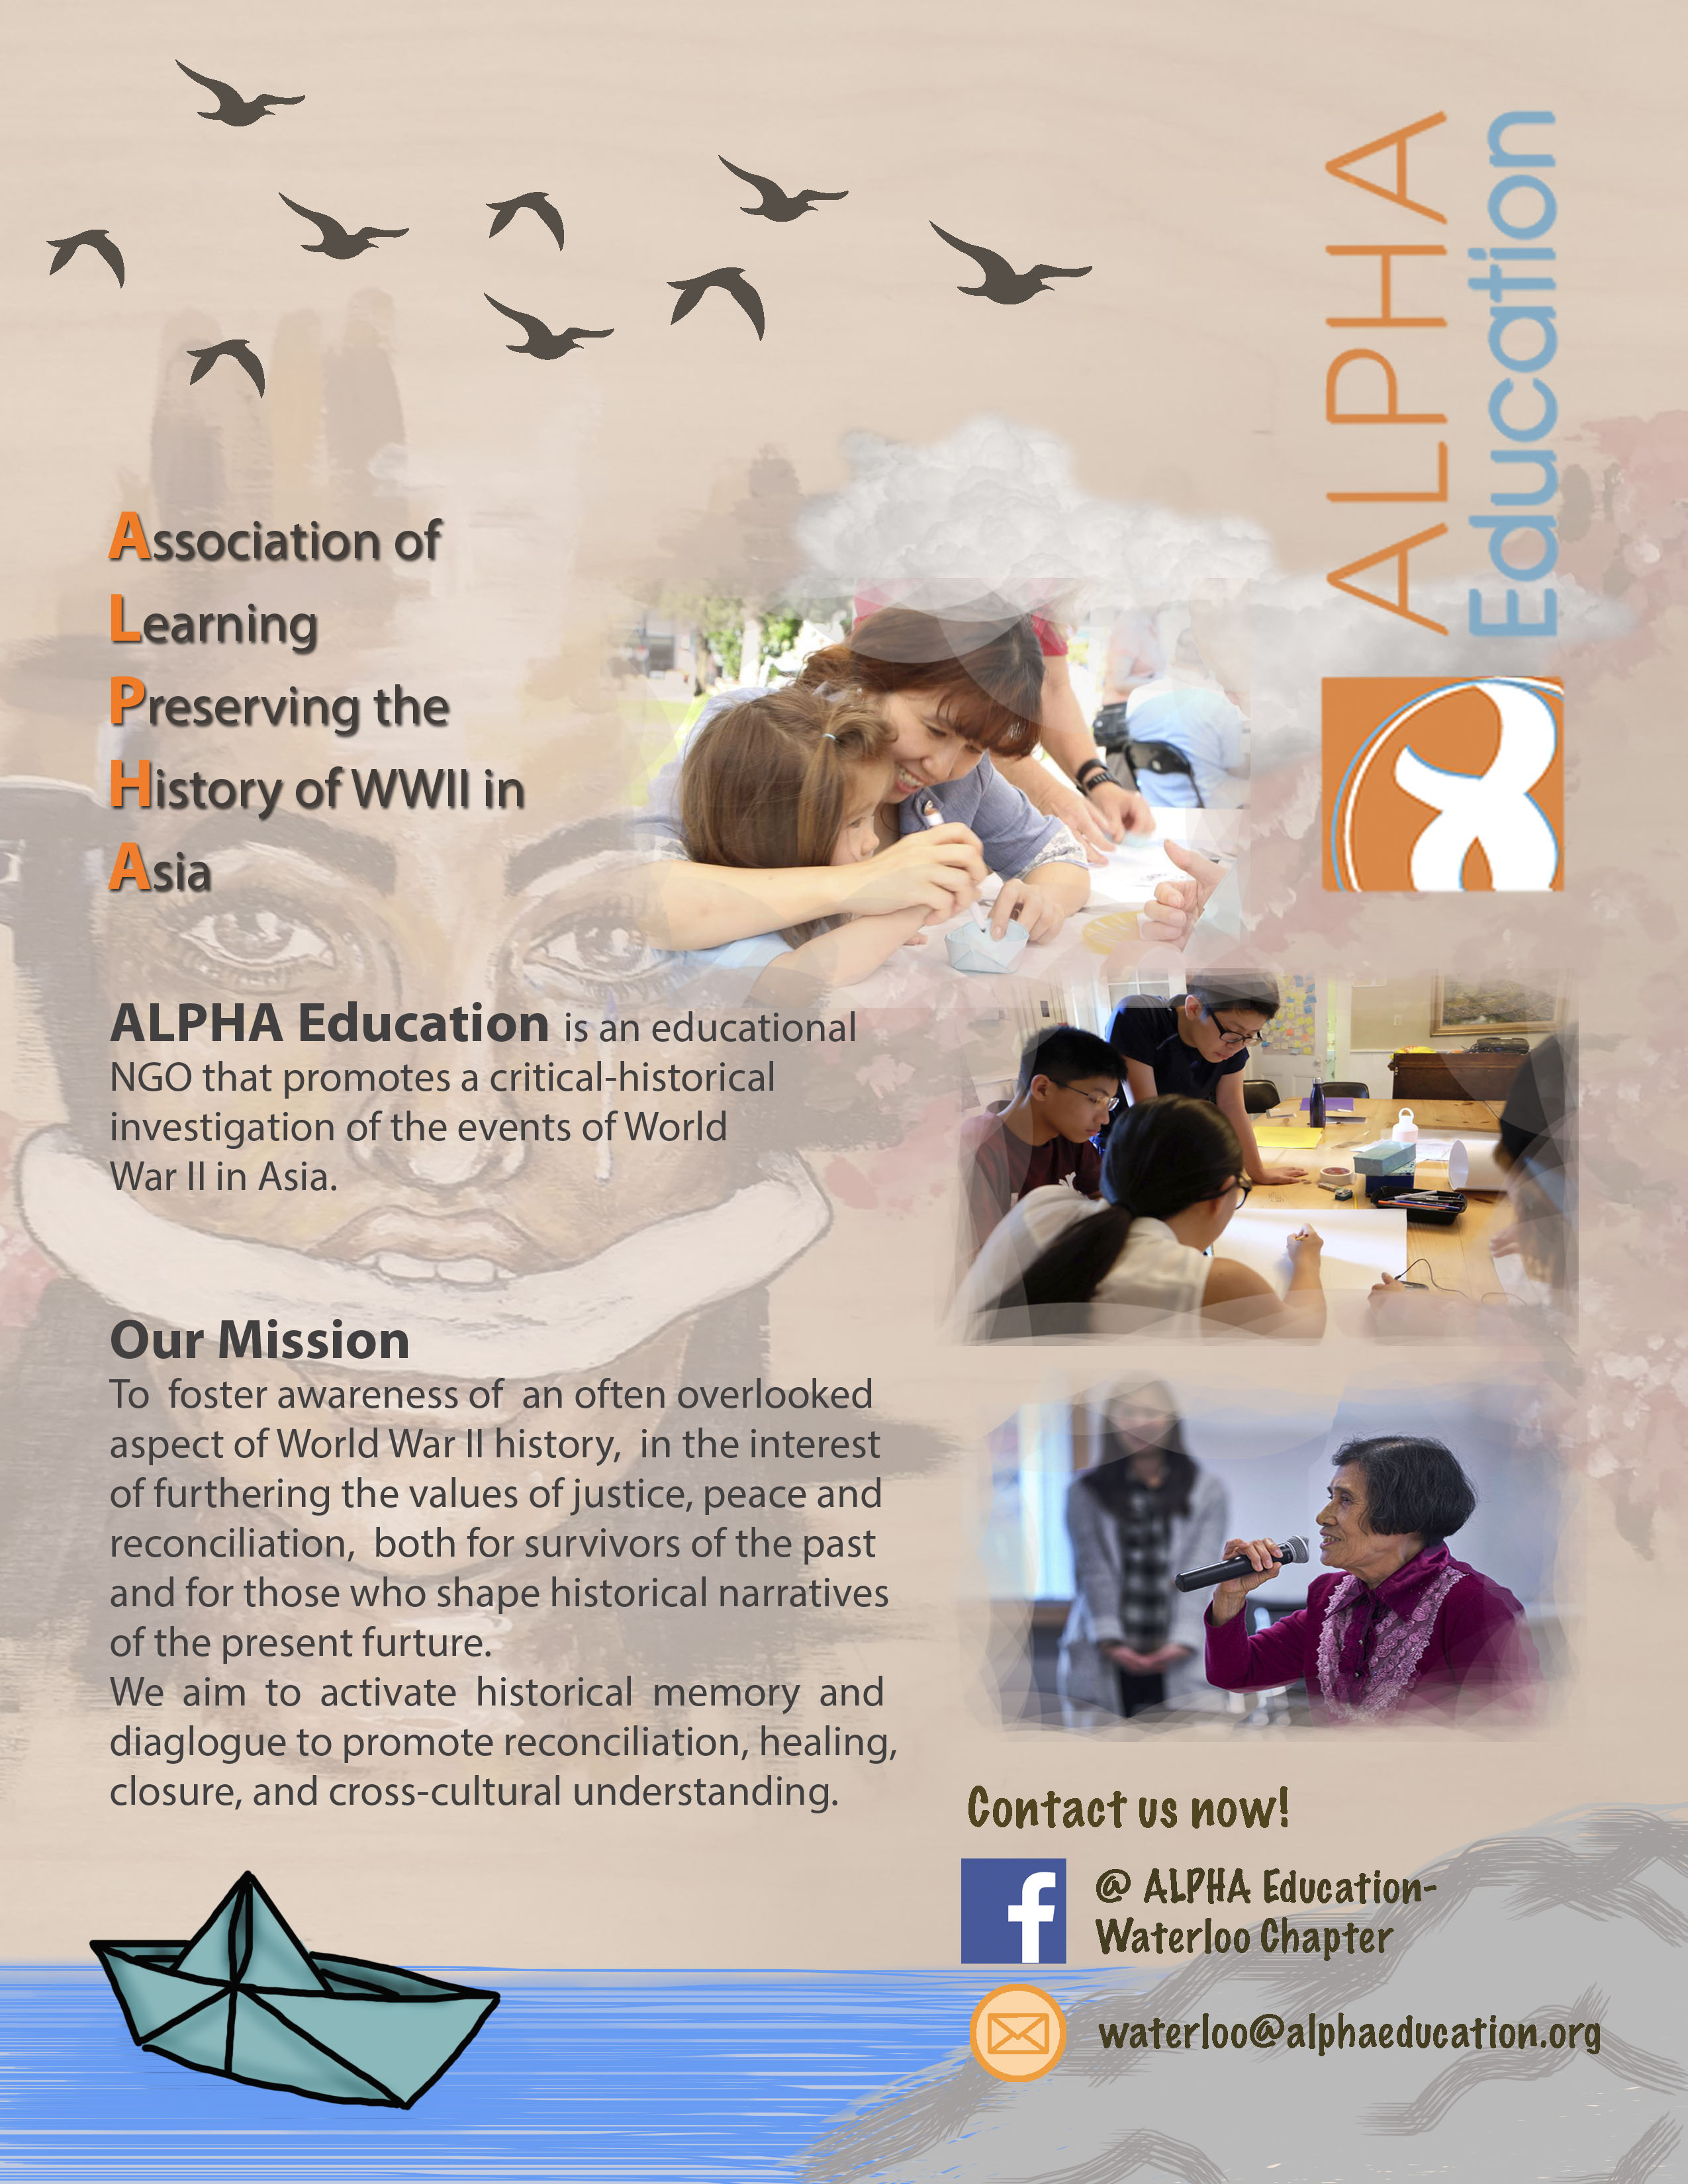 ALPHA
Education
Association of
Learning
Preserving the
History of WWII in
Asia
ALPHA Education is an educational
NGO that promotes a critical-historical
investigation of the events of World
War II in Asia.
Our Mission
To foster awareness of an often overlooked
aspect of World War II history, in the interest
of furthering the values of justice, peace and
reconciliation, both for survivors of the past
and for those who shape historical narratives
of the present furture.
We aim to activate historical memory and
diaglogue to promote reconciliation, healing,
closure, and cross-cultural understanding.
Contact us now!
f
@ ALPHA Education-
Waterloo Chapter
waterloo@alphaeducation.org